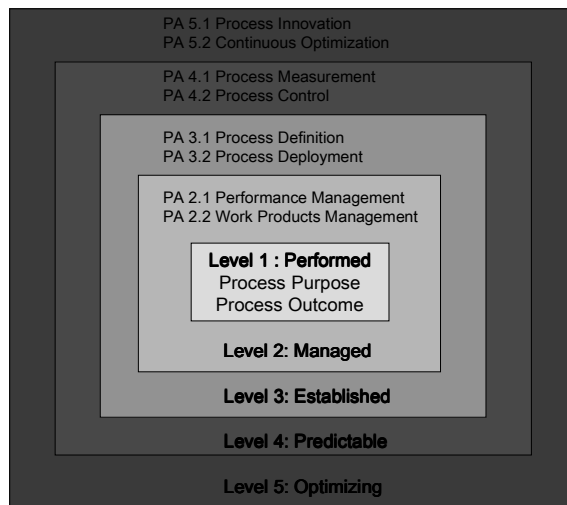 PA 5.1 Process Innovation
PA 5.2 Continuous Optimization
PA 4.1 Process Measurement
PA 4.2 Process Control
PA 3.1 Process Definition
PA 3.2 Process Deployment
PA 2.1 Performance Management
PA 2.2 Work Products Management
Level 1 : Performed
Process Purpose
Process Outcome
Level 2: Managed
Level 3: Established
Level 4: Predictable
Level 5: Optimizing